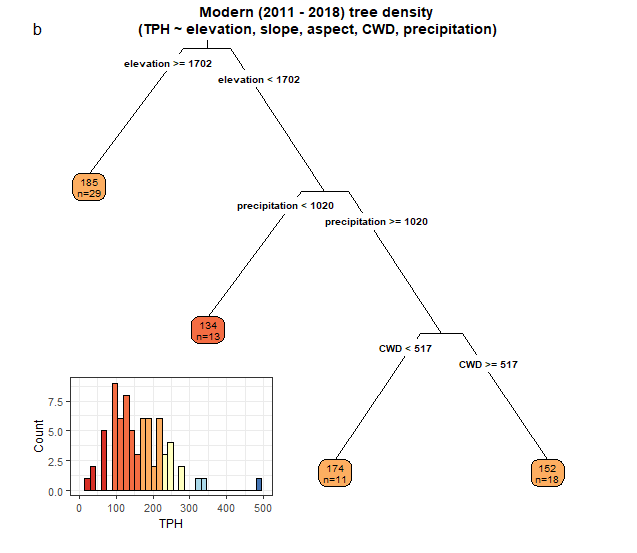 b
Modern (2011 - 2018) tree density
(TPH ~ elevation, slope, aspect, CWD, precipitation)
elevation >= 1702
elevation < 1702
185
n=29
precipitation < 1020
precipitation >= 1020
134
n=13
CWD < 517
CWD >= 517
174
n=11
152
n=18
7.5
5.0
2.5
0.0
Count
0 100 200 300 400 500
TPH